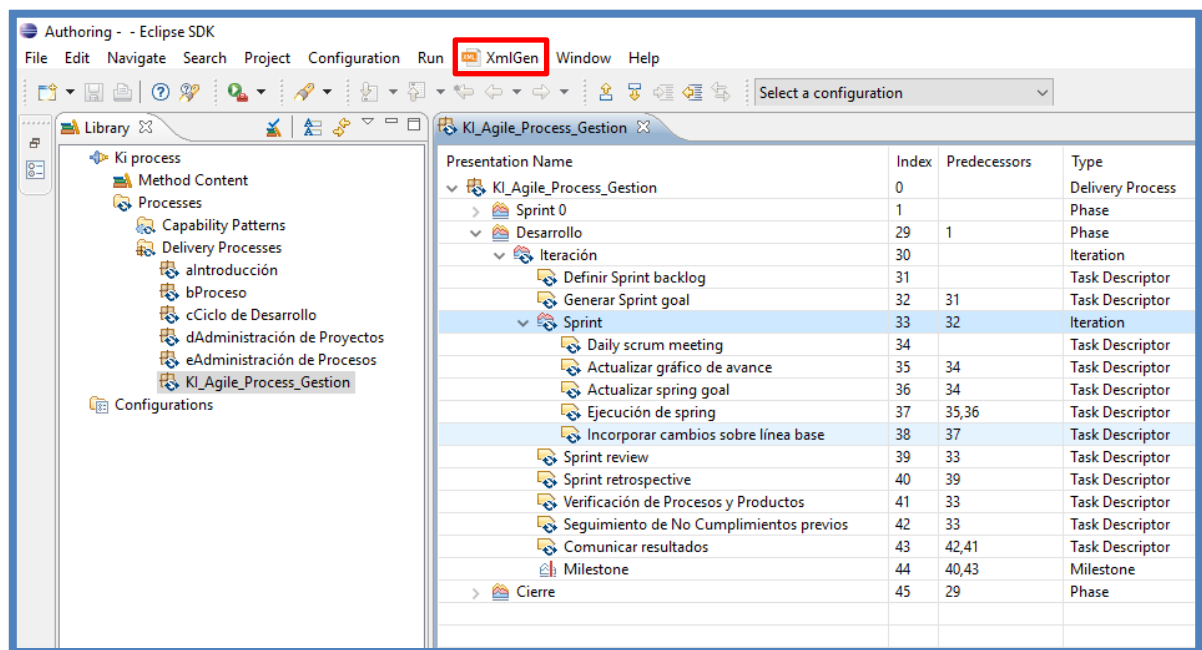 Authoring - - Eclipse SDK
File Edit Navigate Search Project Configuration Run XmlGen Window Help
Select a configuration
Library
Ki process
Method Content
Processes
Capability Patterns
Delivery Processes
aIntroducción
bProceso
cCiclo de Desarrollo
dAdministración de Proyectos
eAdministración de Procesos
KI_Agile_Process_Gestion
Configurations
KI_Agile_Process_Gestion
Presentation Name Index Predecessors Type
KI_Agile_Process_Gestion 0 Delivery Process
Sprint 0 1 Phase
Desarrollo 29 1 Phase
Iteración 30 Iteration
Definir Sprint backlog 31 Task Descriptor
Generar Sprint goal 32 31 Task Descriptor
Sprint 33 32 Iteration
Daily scrum meeting 34 Task Descriptor
Actualizar gráfico de avance 35 34 Task Descriptor
Actualizar spring goal 36 34 Task Descriptor
Ejecución de spring 37 35,36 Task Descriptor
Incorporar cambios sobre línea base 38 37 Task Descriptor
Sprint review 39 33 Task Descriptor
Sprint retrospective 40 39 Task Descriptor
Verificación de Procesos y Productos 41 33 Task Descriptor
Seguimiento de No Cumplimientos previos 42 33 Task Descriptor
Comunicar resultados 43 42,41 Task Descriptor
Milestone 44 40,43 Milestone
Cierre 45 29 Phase